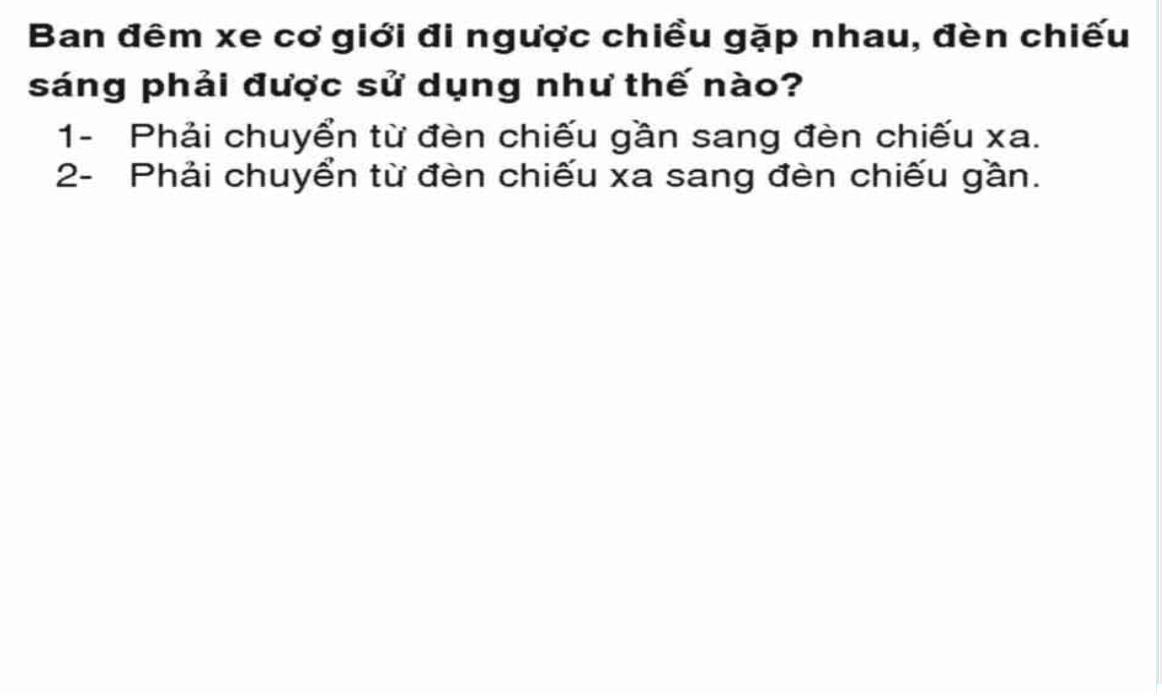 Ban đêm xe cơ giới đi ngược chiều gặp nhau, đèn chiếu
sáng phải được sử dụng như thế nào?
1- Phải chuyển từ đèn chiếu gần sang đèn chiếu xa.
2- Phải chuyển từ đèn chiếu xa sang đèn chiếu gần.